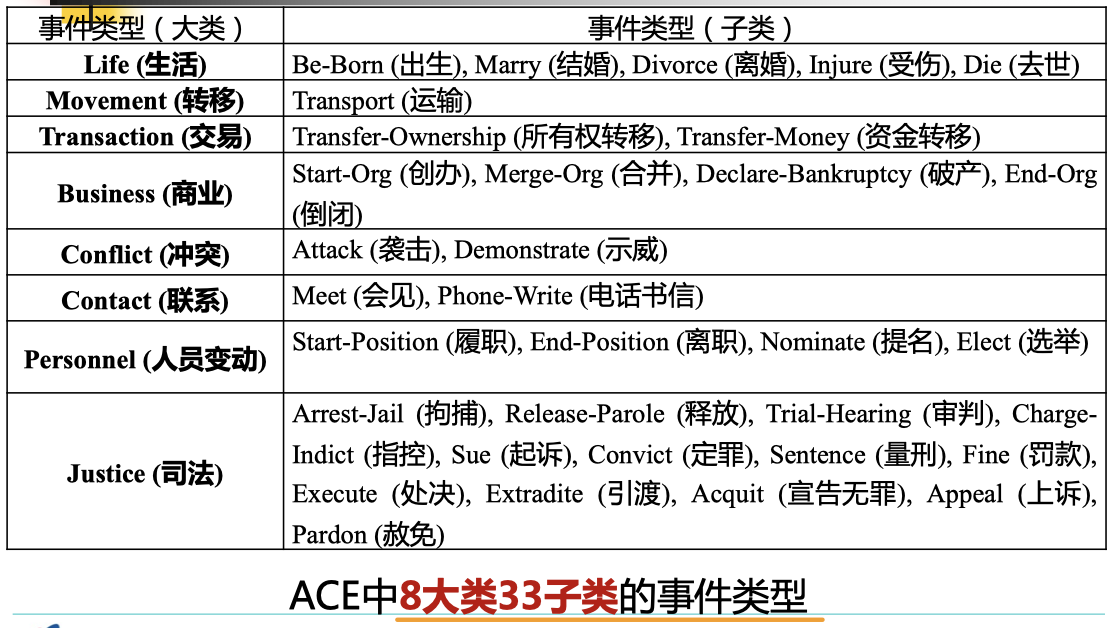 事件类型（大类） 事件类型（子类）
Life (生活) Be-Born (出生), Marry (结婚), Divorce (离婚), Injure (受伤), Die (去世)
Movement (转移) Transport (运输)
Transaction (交易) Transfer-Ownership (所有权转移), Transfer-Money (资金转移)
Business (商业) Start-Org (创办), Merge-Org (合并), Declare-Bankruptcy (破产), End-Org
(倒闭)
Conflict (冲突) Attack (袭击), Demonstrate (示威)
Contact (联系) Meet (会见), Phone-Write (电话书信)
Personnel (人员变动) Start-Position (履职), End-Position (离职), Nominate (提名), Elect (选举)
Justice (司法) Arrest-Jail (拘捕), Release-Parole (释放), Trial-Hearing (审判), Charge-
Indict (指控), Sue (起诉), Convict (定罪), Sentence (量刑), Fine (罚款),
Execute (处决), Extradite (引渡), Acquit (宣告无罪), Appeal (上诉),
Pardon (赦免)
ACE中8大类33子类的事件类型